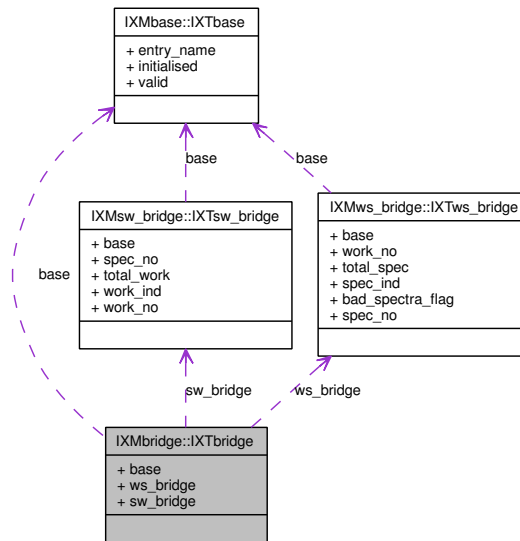 IXMbase::IXTbase
+ entry_name
+ initialised
+ valid
base
base
IXMsw_bridge::IXTsw_bridge
+ base
+ spec_no
+ total_work
+ work_ind
+ work_no
IXMws_bridge::IXTws_bridge
+ base
+ work_no
+ total_spec
+ spec_ind
+ bad_spectra_flag
+ spec_no
base
sw_bridge
ws_bridge
IXMbridge::IXTbridge
+ base
+ ws_bridge
+ sw_bridge